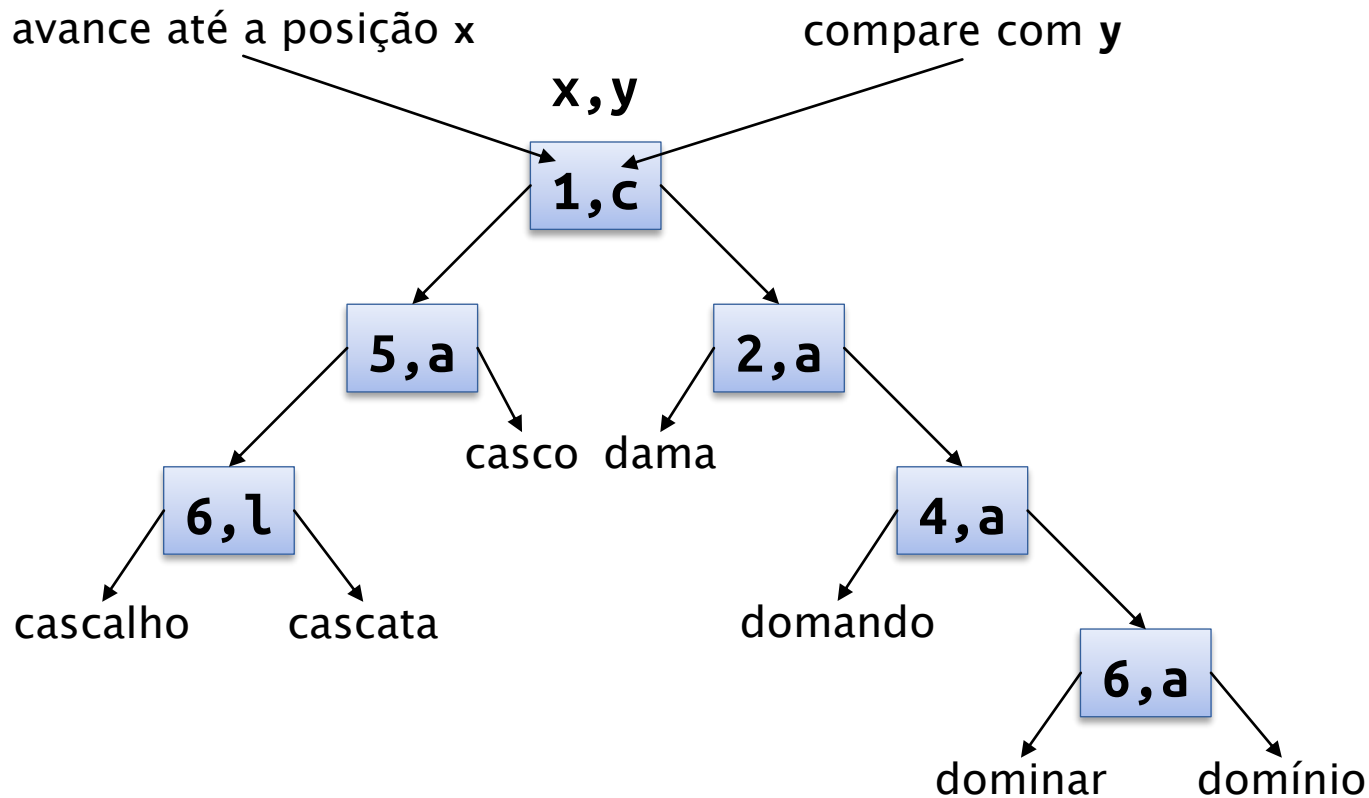 avance até a posição x
compare com y
x,y
1,c
5,a
2,a
casco
dama
6,l
4,a
cascalho
cascata
domando
6,a
dominar
domínio